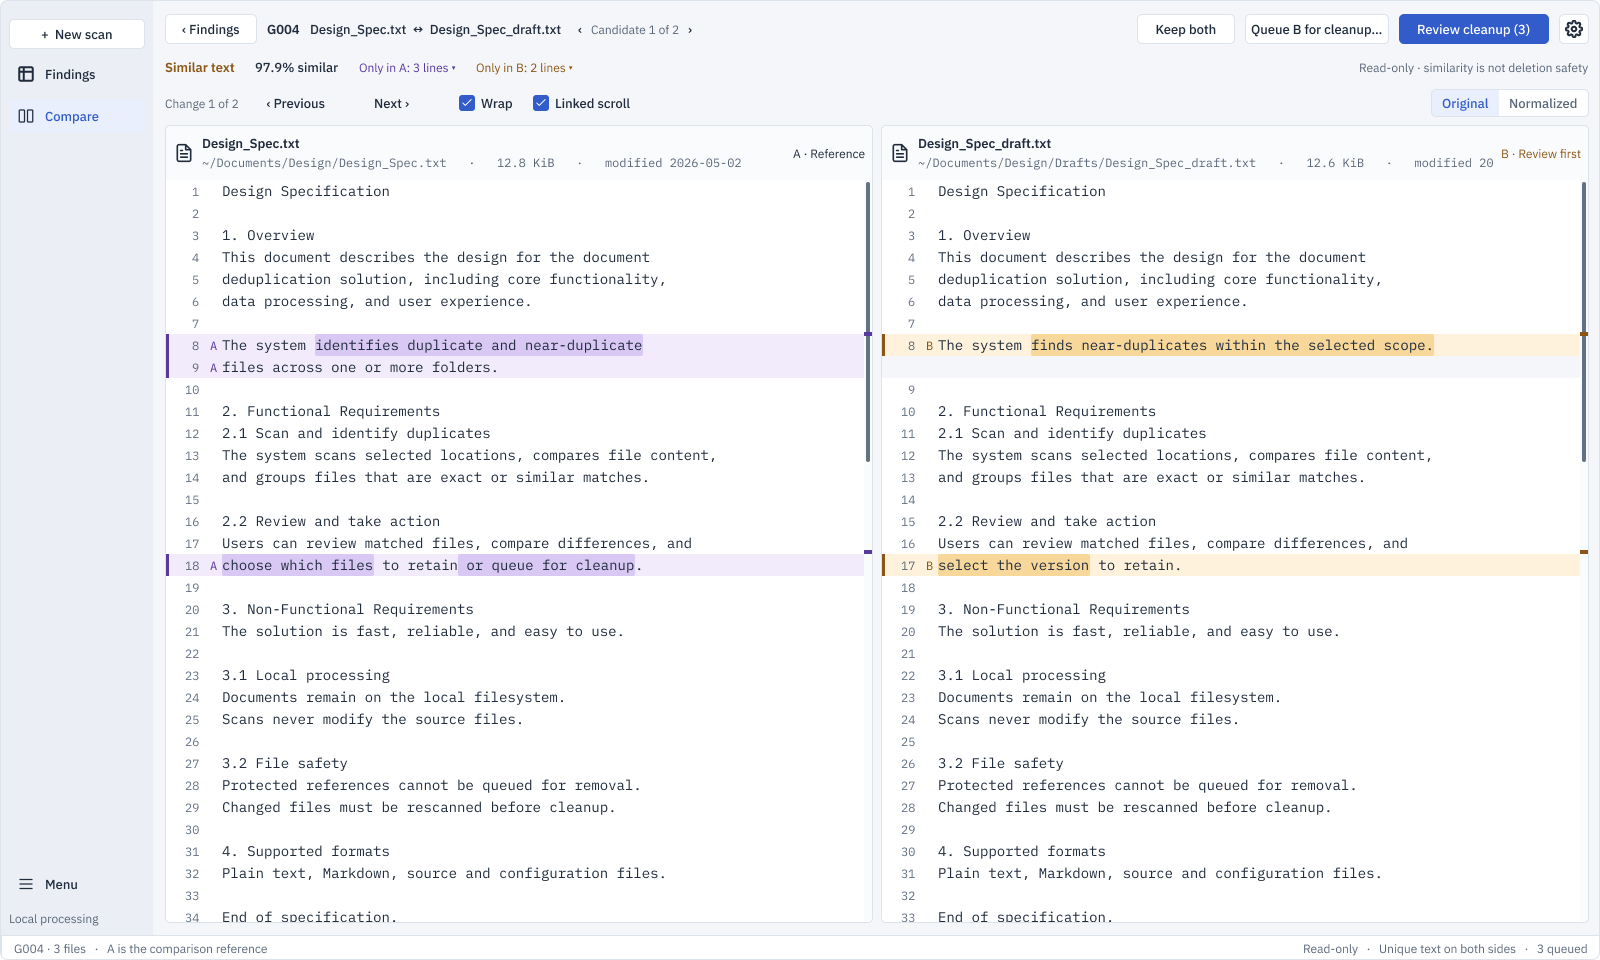 + New scan
Findings
Compare
Menu
Local processing
‹ Findings G004 Design_Spec.txt ↔ Design_Spec_draft.txt ‹ Candidate 1 of 2 › Keep both Queue B for cleanup... Review cleanup (3)
Similar text 97.9% similar Only in A: 3 lines ▾ Only in B: 2 lines ▾ Read-only · similarity is not deletion safety
Change 1 of 2 ‹ Previous Next › Wrap Linked scroll Original Normalized
Design_Spec.txt
~/Documents/Design/Design_Spec.txt · 12.8 KiB · modified 2026-05-02
A · Reference
1 Design Specification
2
3 1. Overview
4 This document describes the design for the document
5 deduplication solution, including core functionality,
6 data processing, and user experience.
7
8 A The system identifies duplicate and near-duplicate
9 A files across one or more folders.
10
11 2. Functional Requirements
12 2.1 Scan and identify duplicates
13 The system scans selected locations, compares file content,
14 and groups files that are exact or similar matches.
15
16 2.2 Review and take action
17 Users can review matched files, compare differences, and
18 A choose which files to retain or queue for cleanup.
19
20 3. Non-Functional Requirements
21 The solution is fast, reliable, and easy to use.
22
23 3.1 Local processing
24 Documents remain on the local filesystem.
25 Scans never modify the source files.
26
27 3.2 File safety
28 Protected references cannot be queued for removal.
29 Changed files must be rescanned before cleanup.
30
31 4. Supported formats
32 Plain text, Markdown, source and configuration files.
33
34 End of specification.
Design_Spec_draft.txt
~/Documents/Design/Drafts/Design_Spec_draft.txt · 12.6 KiB · modified 20
B · Review first
1 Design Specification
2
3 1. Overview
4 This document describes the design for the document
5 deduplication solution, including core functionality,
6 data processing, and user experience.
7
8 B The system finds near-duplicates within the selected scope.
9
10 2. Functional Requirements
11 2.1 Scan and identify duplicates
12 The system scans selected locations, compares file content,
13 and groups files that are exact or similar matches.
14
15 2.2 Review and take action
16 Users can review matched files, compare differences, and
17 B select the version to retain.
18
19 3. Non-Functional Requirements
20 The solution is fast, reliable, and easy to use.
21
22 3.1 Local processing
23 Documents remain on the local filesystem.
24 Scans never modify the source files.
25
26 3.2 File safety
27 Protected references cannot be queued for removal.
28 Changed files must be rescanned before cleanup.
29
30 4. Supported formats
31 Plain text, Markdown, source and configuration files.
32
33 End of specification.
G004 · 3 files · A is the comparison reference
Read-only · Unique text on both sides · 3 queued